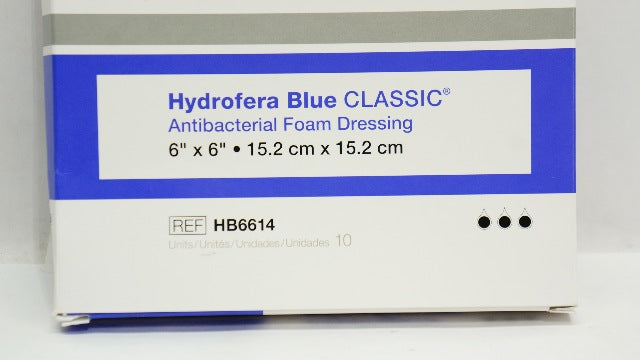 Hydrofera Blue CLASSIC®
Antibacterial Foam Dressing
6" x 6" • 15.2 cm x 15.2 cm
REF HB6614
Units/Unités/Unidades/Unidades 10